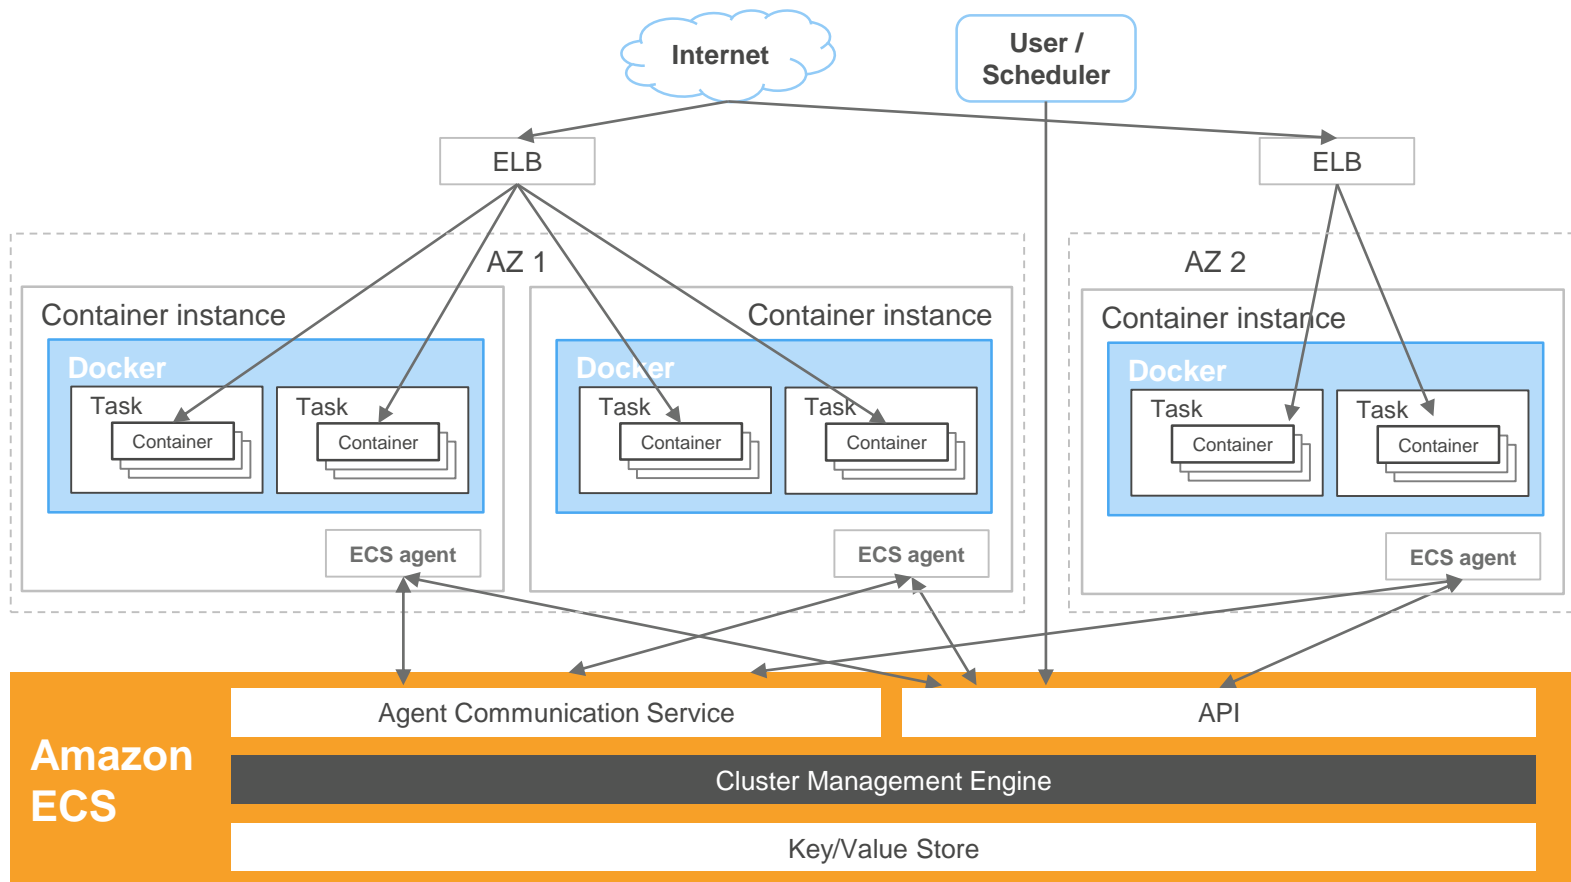 Internet
User /
Scheduler
ELB
ELB
AZ 1
AZ 2
Container instance
Container instance
Container instance
Docker
Docker
Docker
Task
Task
Task
Task
Task
Task
Container
Container
Container
Container
Container
Container
ECS agent
ECS agent
ECS agent
Agent Communication Service
API
Amazon
ECS
Cluster Management Engine
Key/Value Store